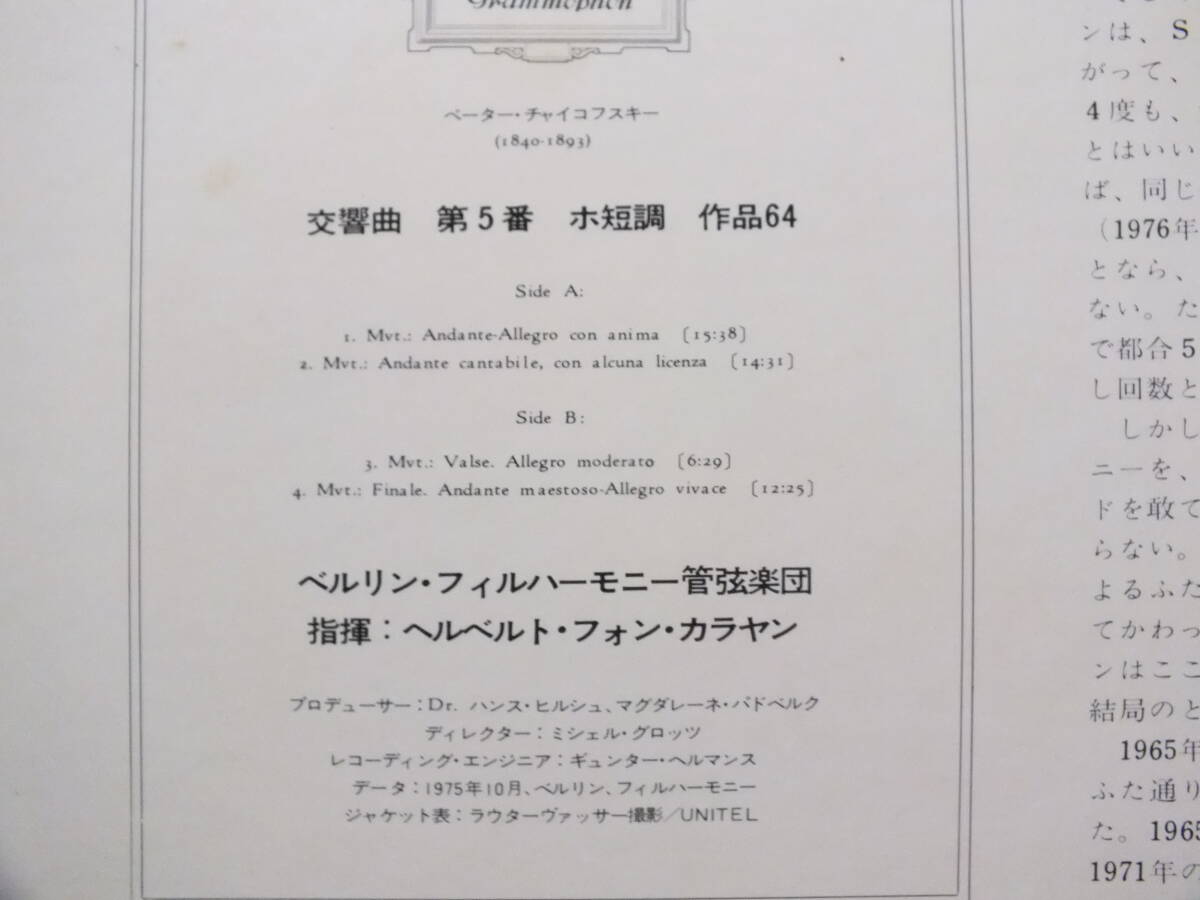 Grammophon
ペーター・チャイコフスキー
(1840-1893)
交響曲 第5番 ホ短調 作品64
Side A:
1. Mvt.: Andante-Allegro con anima [15:38]
2. Mvt.: Andante cantabile, con alcuna licenza [14:31]
Side B:
3. Mvt.: Valse. Allegro moderato [6:29]
4. Mvt.: Finale. Andante maestoso-Allegro vivace [12:25]
ベルリン・フィルハーモニー管弦楽団
指揮：ヘルベルト・フォン・カラヤン
プロデューサー：Dr. ハンス・ヒルシュ、マグダレーネ・パドベルク
ディレクター：ミシェル・グロッツ
レコーディング・エンジニア：ギュンター・ヘルマンス
データ：1975年10月、ベルリン、フィルハーモニー
ジャケット表：ラウターヴァッサー撮影／UNITEL
ンは、S
がって、
4度も、
とはいい
ば、同じ
（1976年
となら、
ない。た
で都合5
し回数と
しかし
ニーを、
ドを敢て
らない。
よるふた
てかわっ
ンはここ
結局のと
1965年
ふた通り
た。1965
1971年の